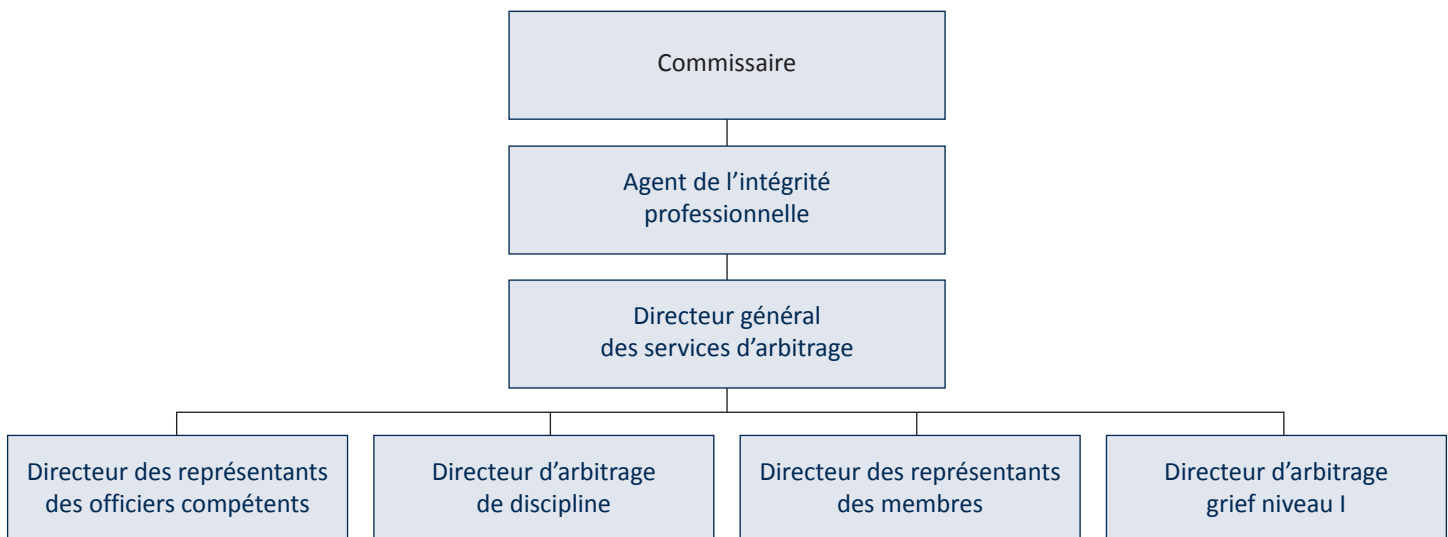 Commissaire
Agent de l’intégrité
professionnelle
Directeur général
des services d’arbitrage
Directeur des représentants
des officiers compétents
Directeur d’arbitrage
de discipline
Directeur des représentants
des membres
Directeur d’arbitrage
grief niveau I